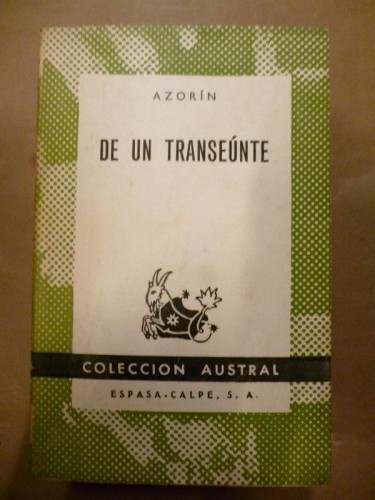 AZORÍN
DE UN TRANSEÚNTE
COLECCION AUSTRAL
ESPASA-CALPE, S. A.